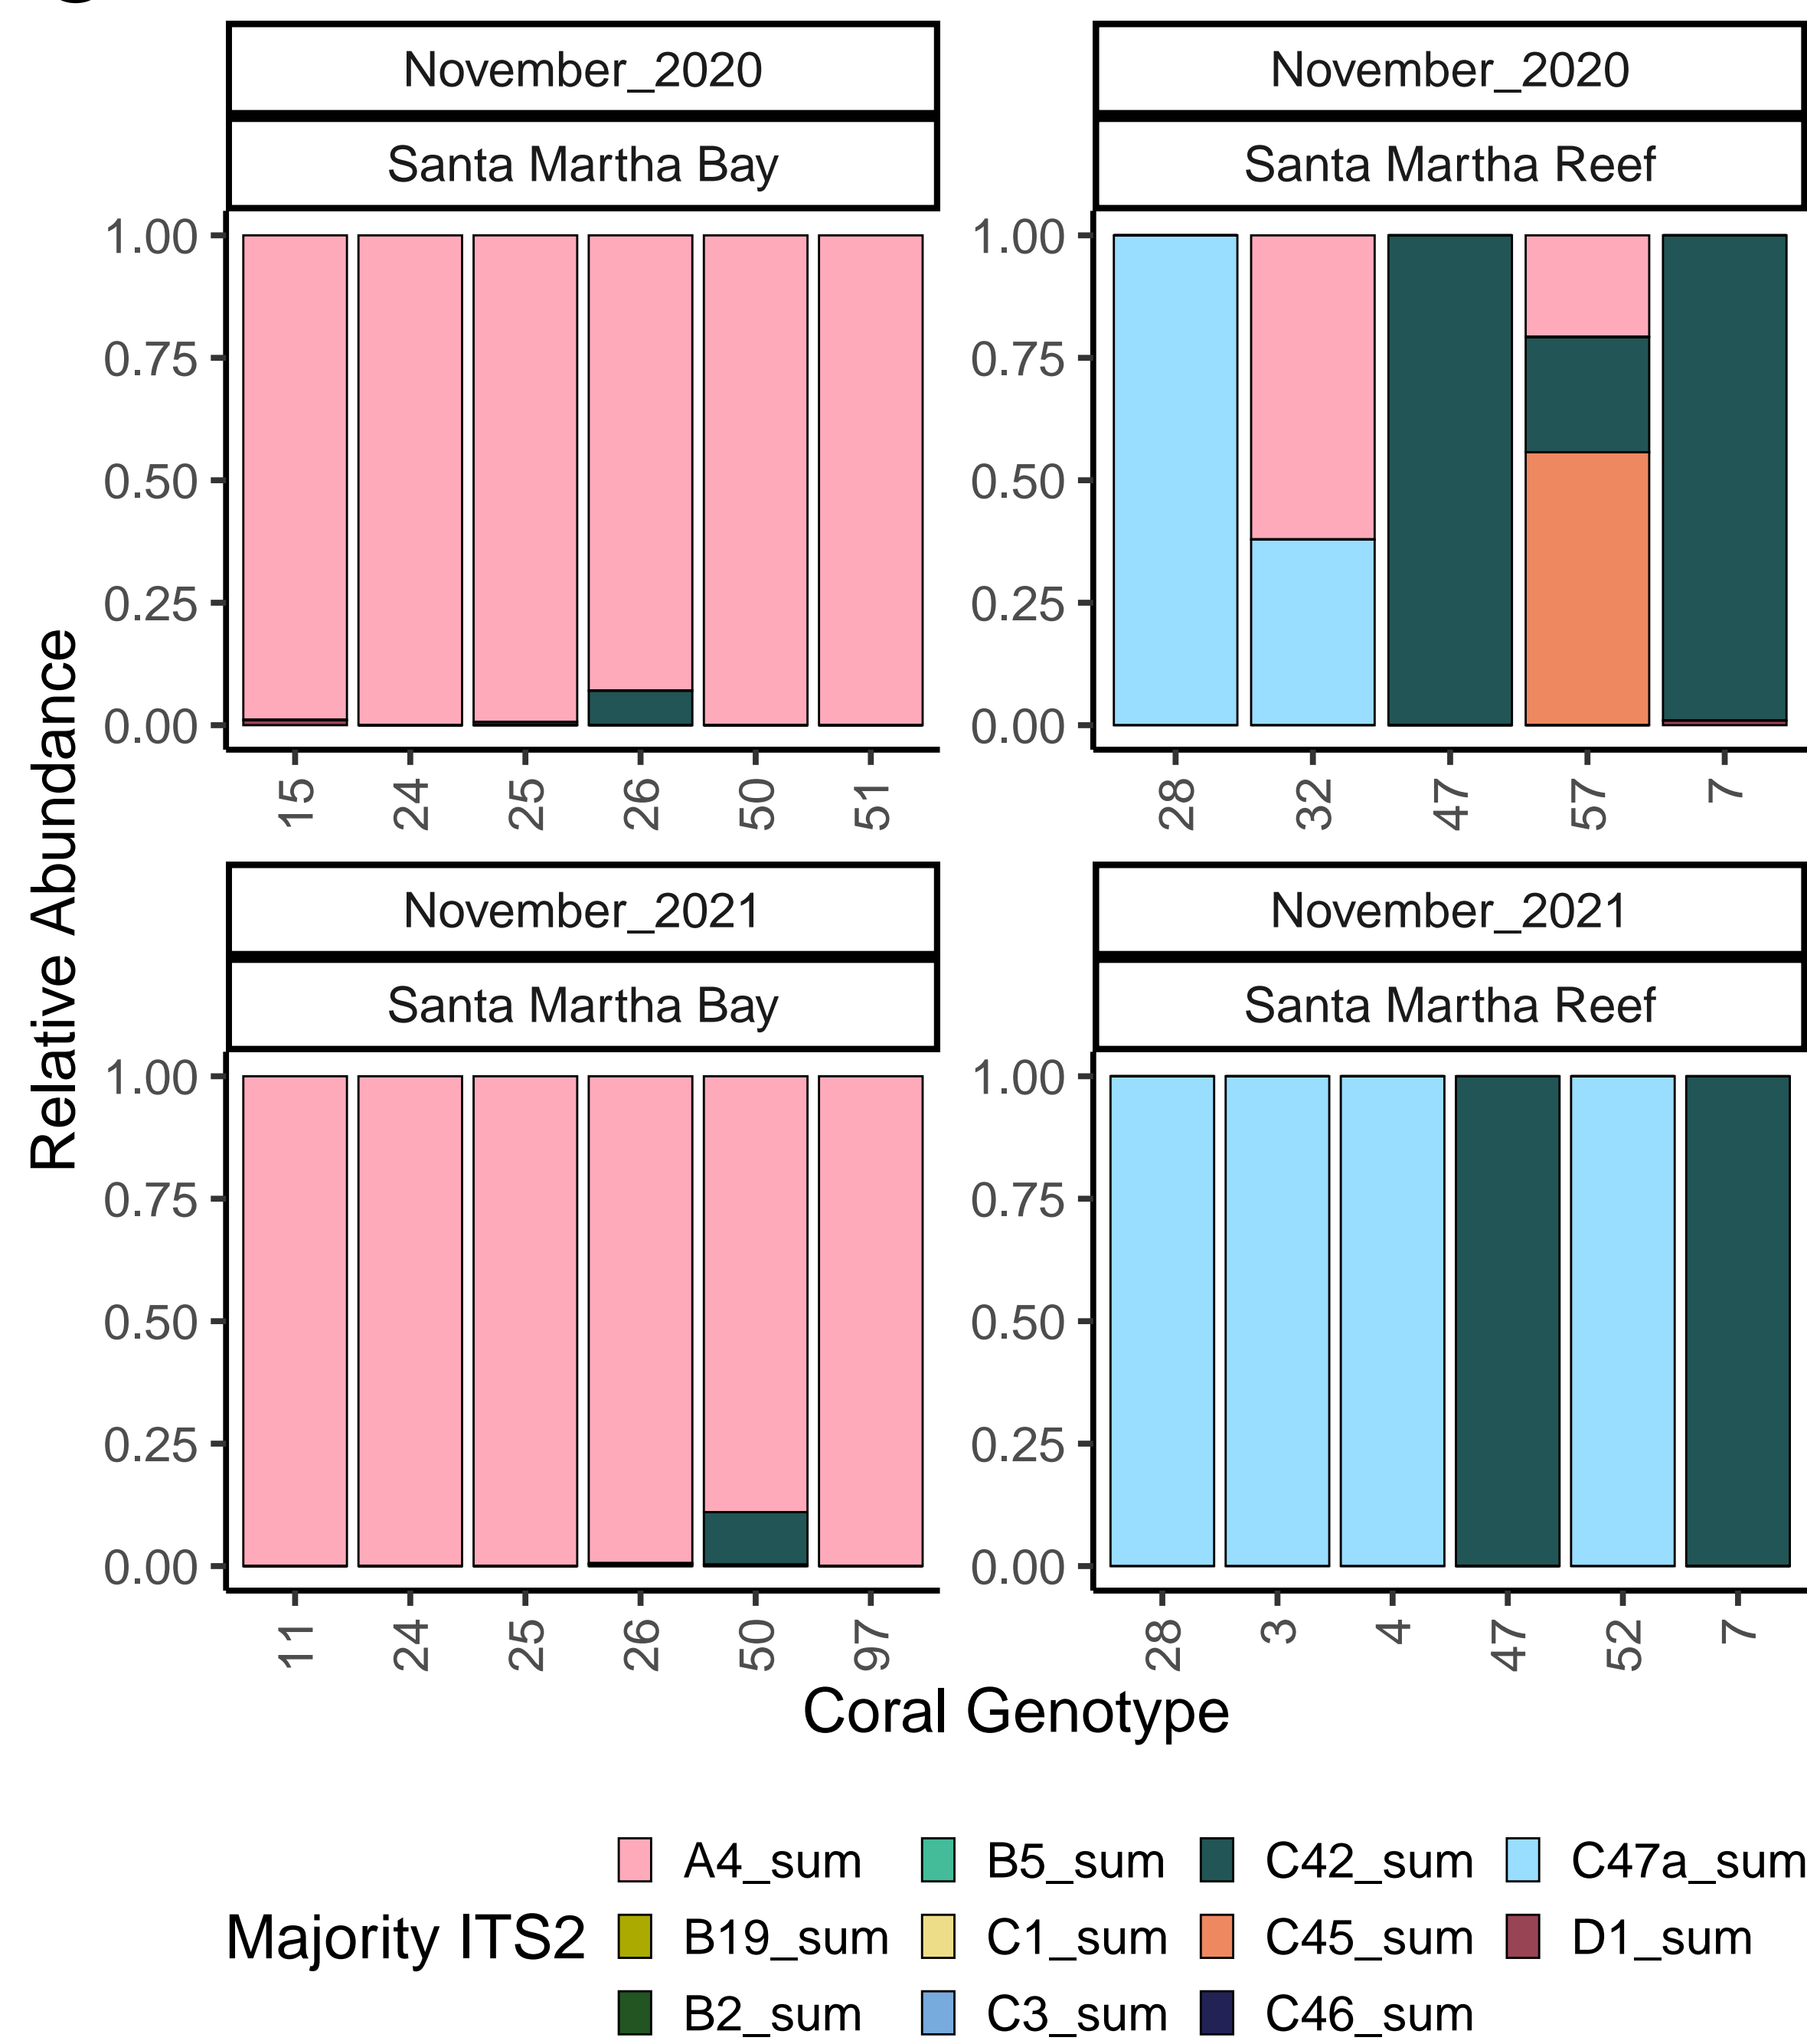 November_2020
November_2020
Santa Martha Bay
Santa Martha Reef
1.00
0.75
0.50
0.25
0.00
1.00
0.75
0.50
0.25
0.00
15 24 25 26 50 51
28 32 47 57 7
November_2021
November_2021
Santa Martha Bay
Santa Martha Reef
1.00
0.75
0.50
0.25
0.00
1.00
0.75
0.50
0.25
0.00
11 24 25 26 50 97
28 3 4 47 52 7
Relative Abundance
Coral Genotype
Majority ITS2
A4_sum
B19_sum
B2_sum
B5_sum
C1_sum
C3_sum
C42_sum
C45_sum
C46_sum
C47a_sum
D1_sum